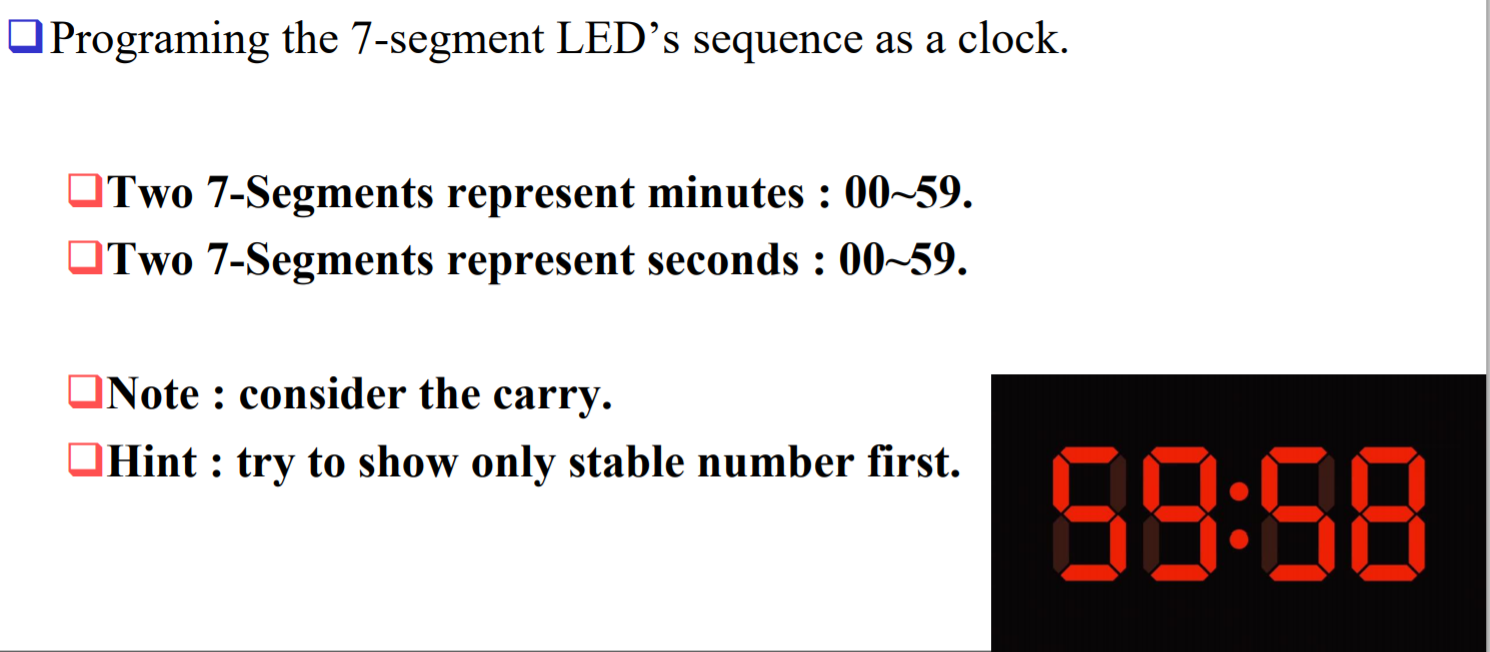 Programing the 7-segment LED’s sequence as a clock.
Two 7-Segments represent minutes : 00~59.
Two 7-Segments represent seconds : 00~59.
Note : consider the carry.
Hint : try to show only stable number first.
59:58